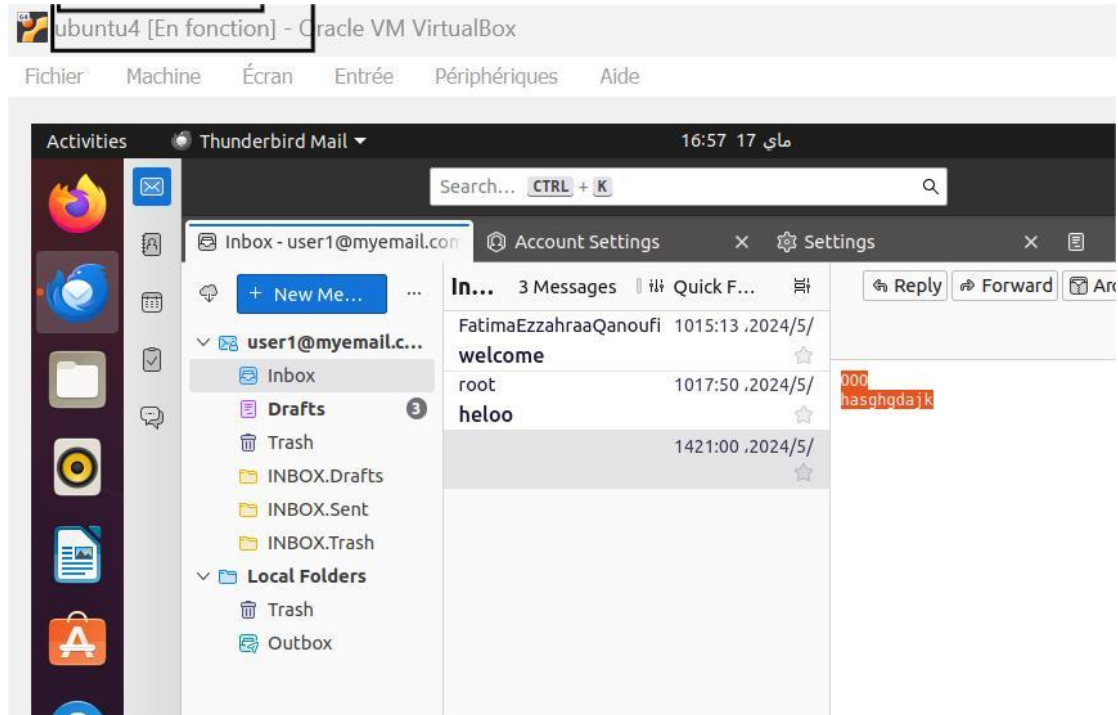 ubuntu4 [En fonction] - Oracle VM VirtualBox
Fichier Machine Écran Entrée Périphériques Aide
Activities Thunderbird Mail 16:57 17 ماي
Search... CTRL + K
Inbox - user1@myemail.com Account Settings Settings
+ New Me... ... In... 3 Messages Quick F... Reply Forward Arc
user1@myemail.c...
Inbox
Drafts 3
Trash
INBOX.Drafts
INBOX.Sent
INBOX.Trash
Local Folders
Trash
Outbox
FatimaEzzahraaQanoufi 1015:13 ،2024/5/
welcome
root 1017:50 ،2024/5/
heloo
1421:00 ،2024/5/
000
hasghgdajk